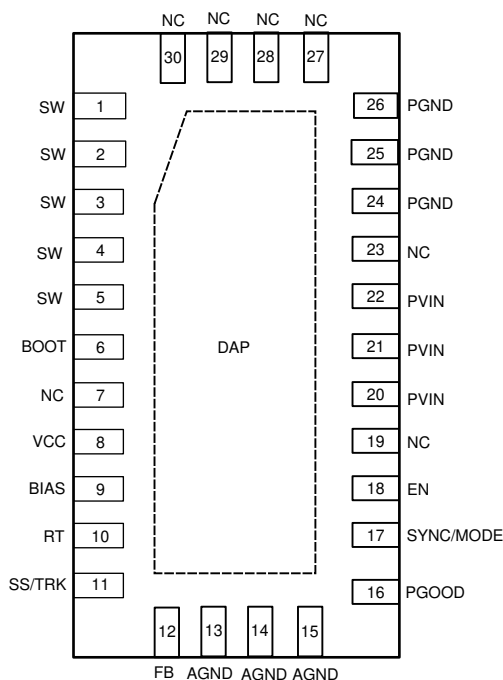 NC NC NC NC
30 29 28 27
SW 1 26 PGND
SW 2 25 PGND
SW 3 24 PGND
SW 4 23 NC
SW 5 22 PVIN
BOOT 6 DAP 21 PVIN
NC 7 20 PVIN
VCC 8 19 NC
BIAS 9 18 EN
RT 10 17 SYNC/MODE
SS/TRK 11 16 PGOOD
12 13 14 15
FB AGND AGND AGND